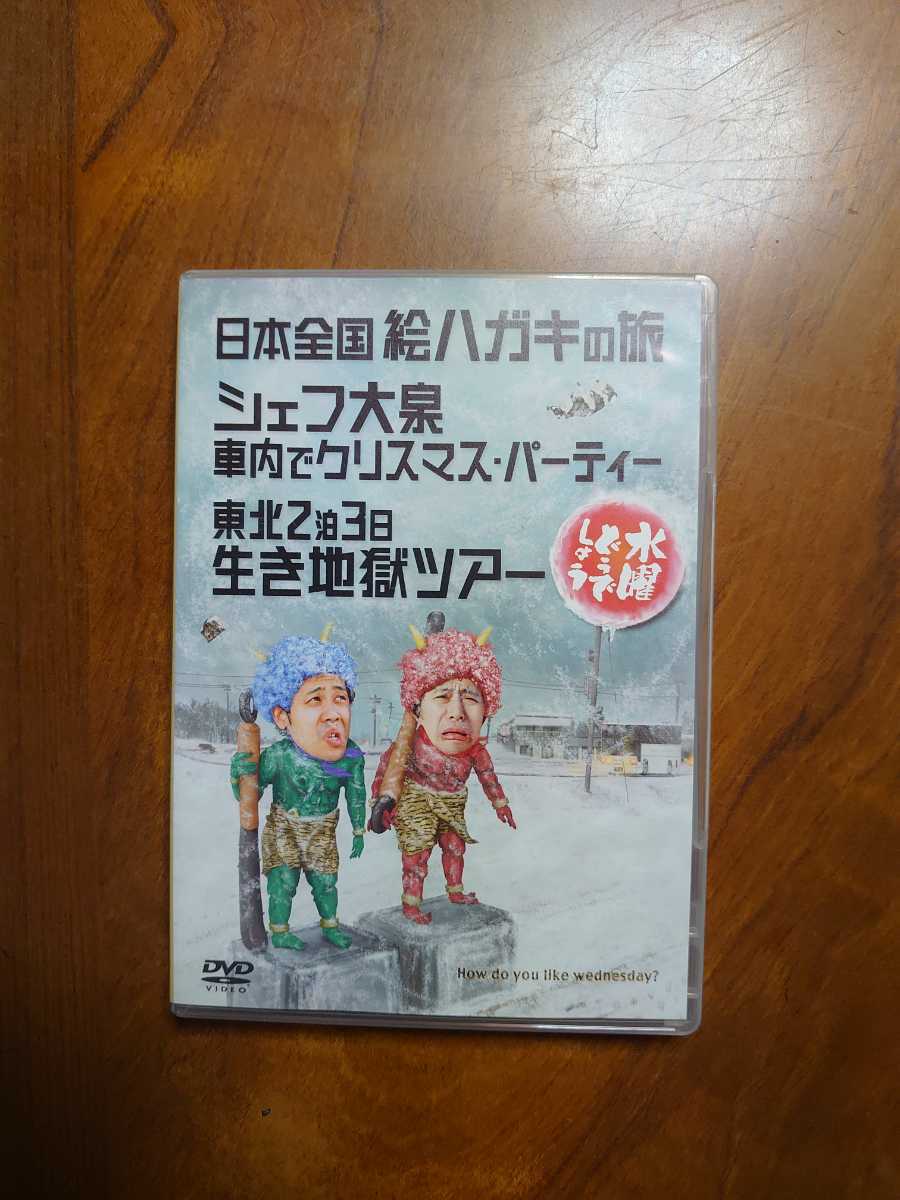 日本全国 絵ハガキの旅
シェフ大泉
車内でクリスマス・パーティー
東北2泊3日
生き地獄ツアー
水曜
どうで
しょう
DVD
VIDEO
How do you like wednesday?